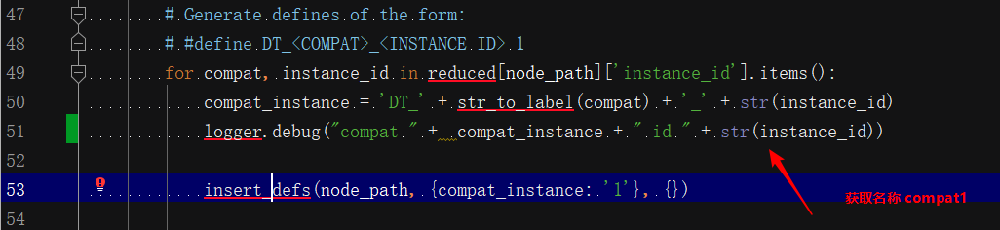 47 # Generate defines of the form:
48 # #define DT_<COMPAT>_<INSTANCE ID> 1
49 for compat, instance_id in reduced[node_path]['instance_id'].items():
50 compat_instance = 'DT_' + str_to_label(compat) + '_' + str(instance_id)
51 logger.debug("compat " +  compat_instance + " id " + str(instance_id))
52
53 insert_defs(node_path, {compat_instance: '1'}, {})
获取名称 compat1
54